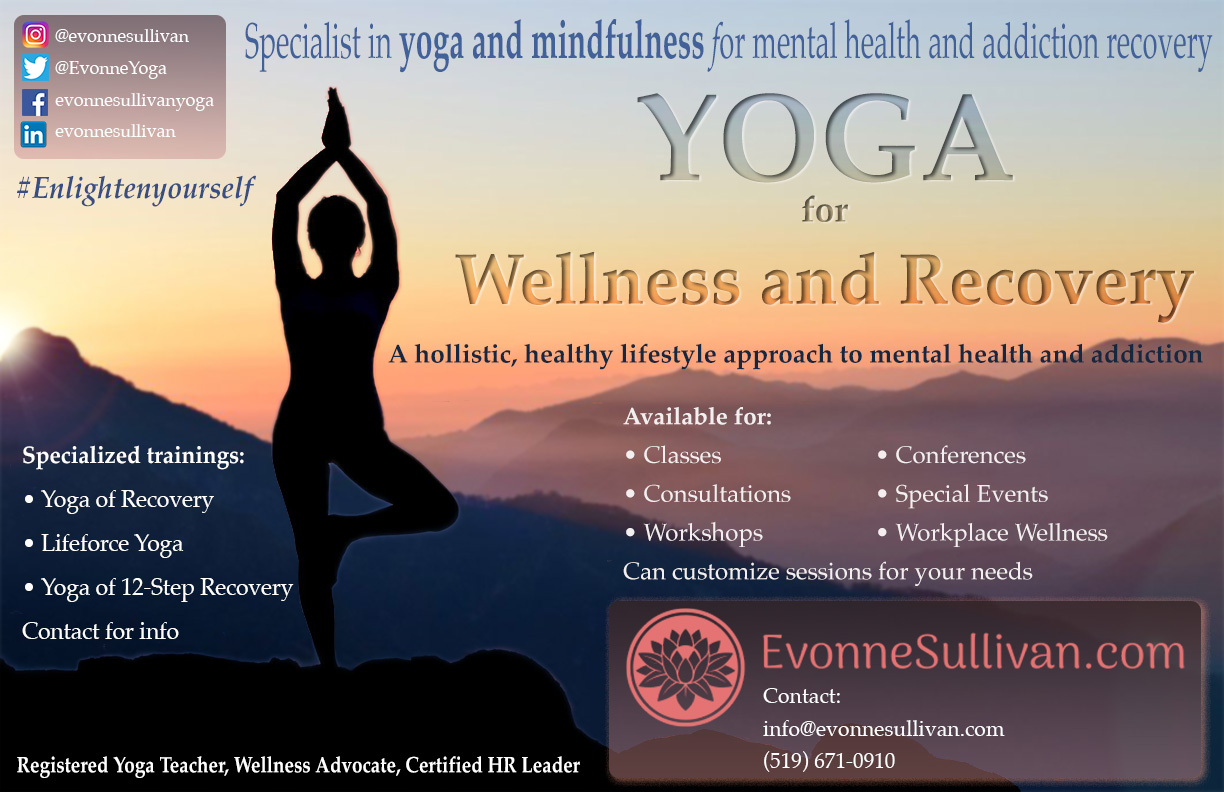 @evonnesullivan
@EvonneYoga
evonnesullivanyoga
in evonnesullivan
#Enlightenyourself
Specialist in yoga and mindfulness for mental health and addiction recovery
YOGA
for
Wellness and Recovery
A hollistic, healthy lifestyle approach to mental health and addiction
Specialized trainings:
• Yoga of Recovery
• Lifeforce Yoga
• Yoga of 12-Step Recovery
Contact for info
Available for:
• Classes
• Consultations
• Workshops
• Conferences
• Special Events
• Workplace Wellness
Can customize sessions for your needs
EvonneSullivan.com
Contact:
info@evonnesullivan.com
(519) 671-0910
Registered Yoga Teacher, Wellness Advocate, Certified HR Leader